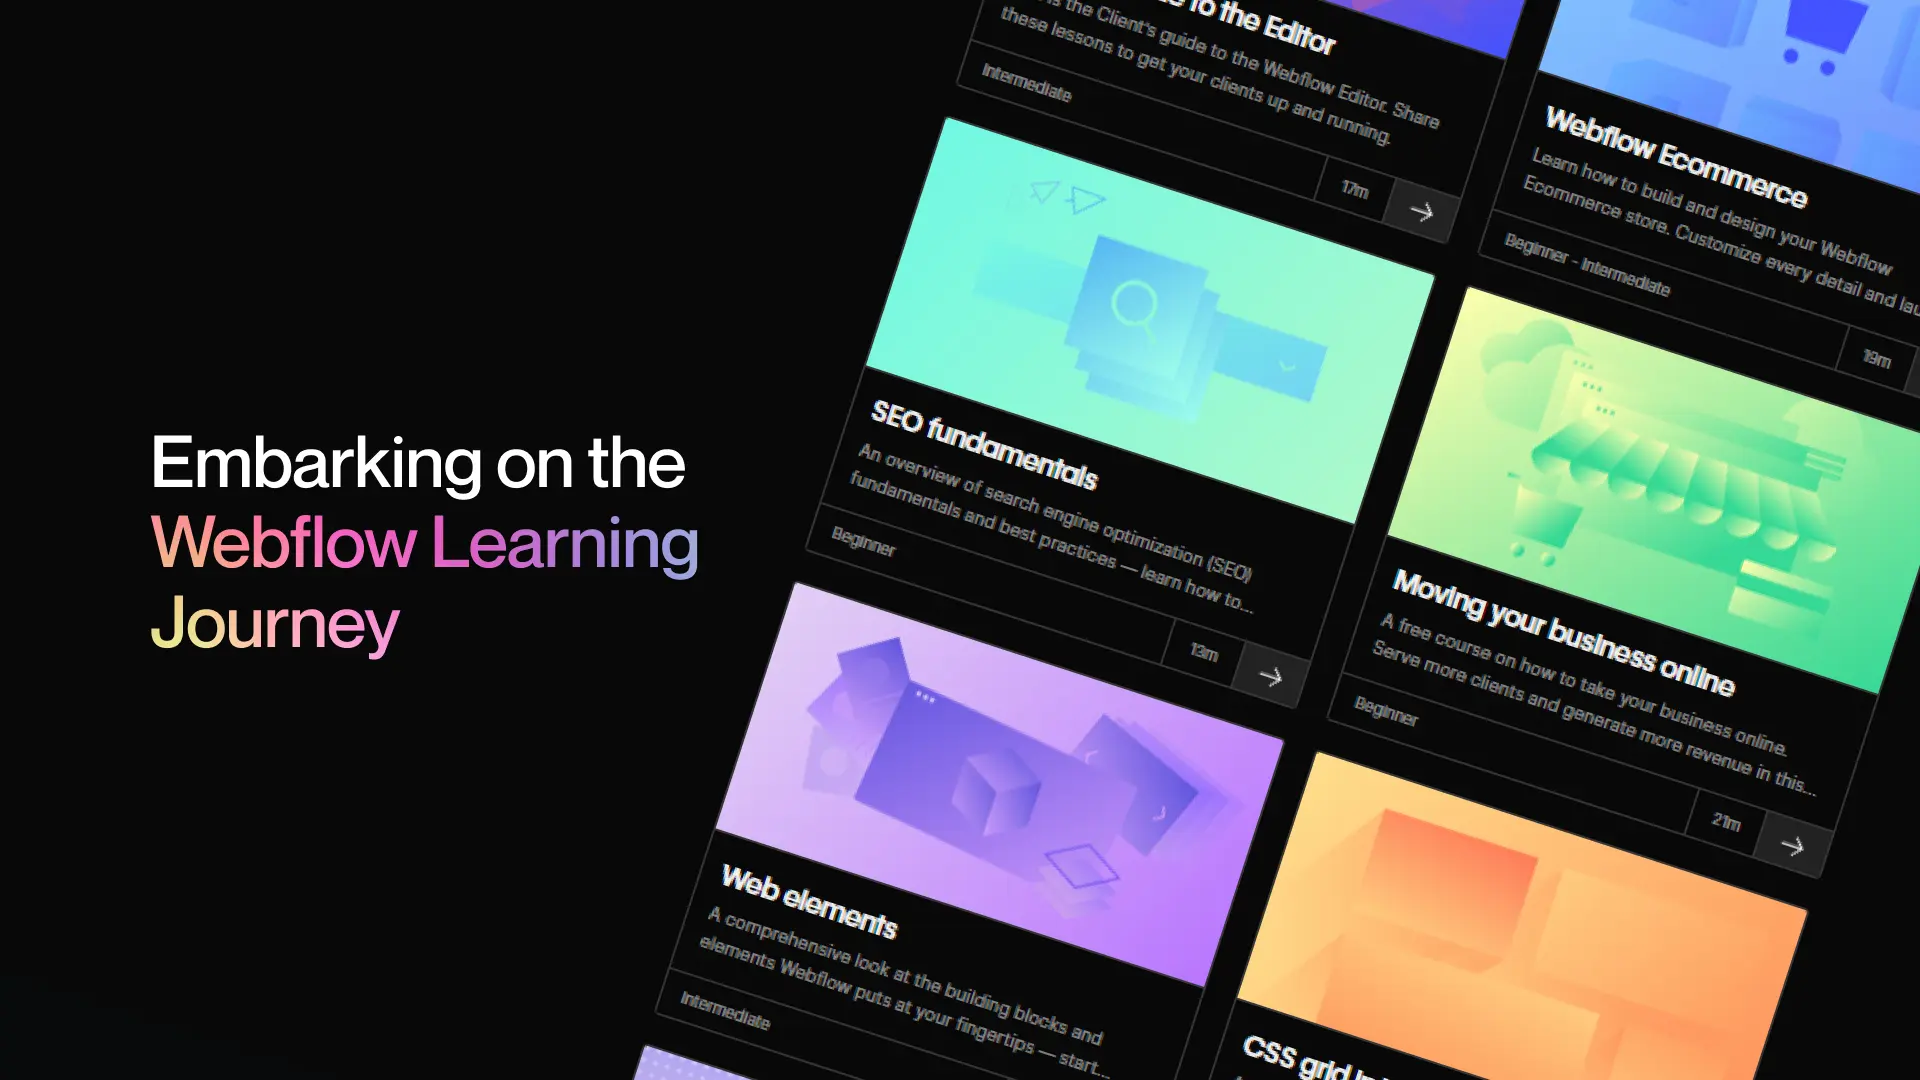 Embarking on the
Webflow Learning
Journey
to the Editor
is the Client's guide to the Webflow Editor. Share
these lessons to get your clients up and running.
Intermediate
17m
Webflow Ecommerce
Learn how to build and design your Webflow
Ecommerce store. Customize every detail and
Beginner - Intermediate
19m
SEO fundamentals
An overview of search engine optimization (SEO)
fundamentals and best practices — learn how to...
Beginner
13m
Moving your business online
A free course on how to take your business online.
Serve more clients and generate more revenue in this...
Beginner
21m
Web elements
A comprehensive look at the building blocks and
elements Webflow puts at your fingertips — start...
Intermediate
CSS grid